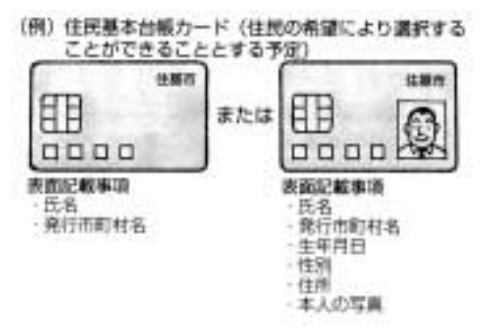 (例) 住民基本台帳カード（住民の希望により選択する
ことができることとする予定）
住基市
住基市
または
表面記載事項
・氏名
・発行市町村名
表面記載事項
・氏名
・発行市町村名
・生年月日
・性別
・住所
・本人の写真